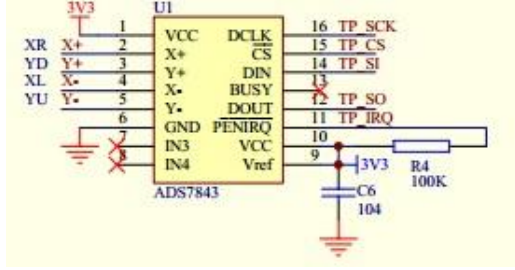 3V3 U1
1 VCC DCLK 16 TP_SCK
XR X+ 2 X+ CS 15 TP_CS
YD Y+ 3 Y+ DIN 14 TP_SI
XL X- 4 X- BUSY 13
YU Y- 5 Y- DOUT 12 TP_SO
6 GND PENIRQ 11 TP_IRQ
7 IN3 VCC 10
8 IN4 Vref 9 3V3 R4
ADS7843 C6 100K
104